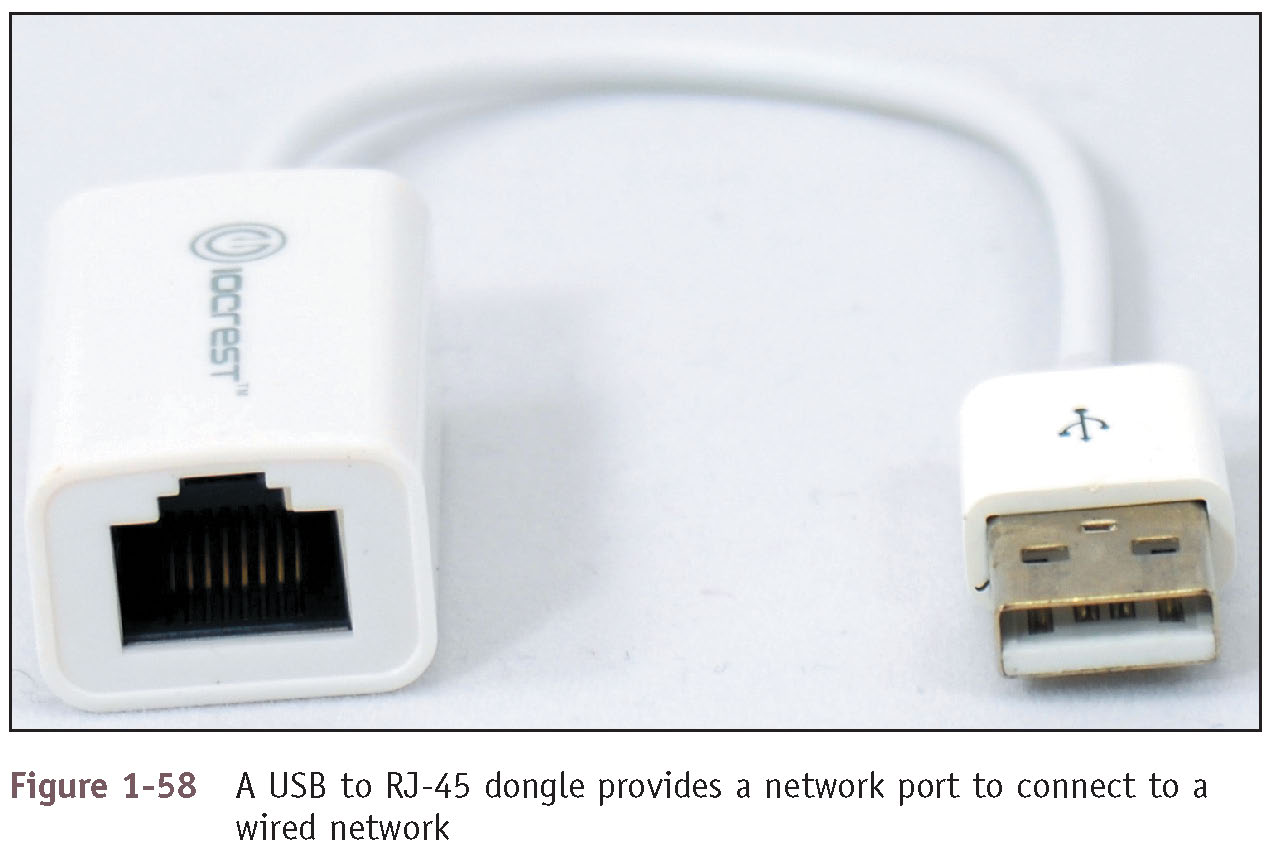 IOCREST™
Figure 1-58 A USB to RJ-45 dongle provides a network port to connect to a
wired network